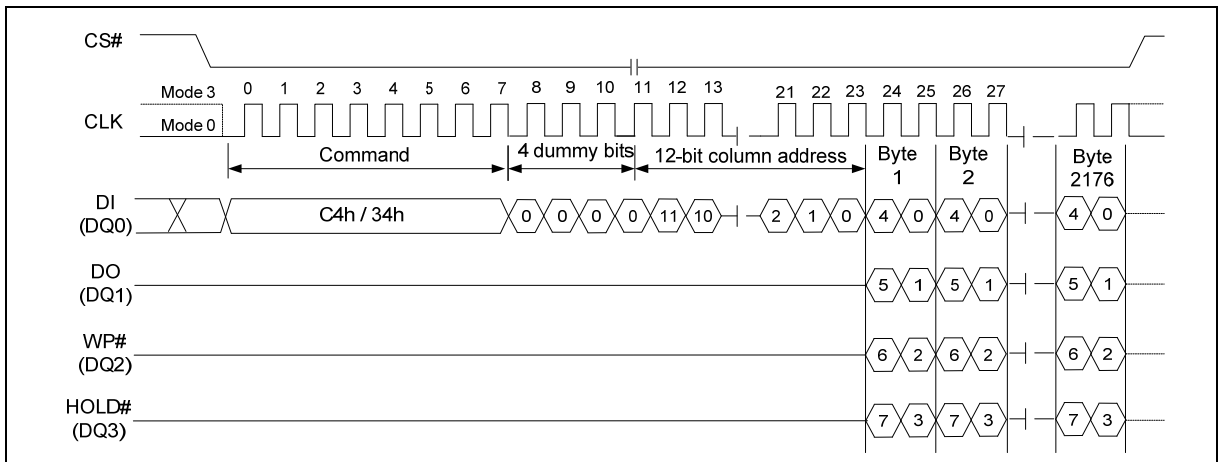 CS#
Mode 3 0 1 2 3 4 5 6 7 8 9 10 11 12 13 21 22 23 24 25 26 27
CLK
Mode 0
Command 4 dummy bits 12-bit column address Byte 1 Byte 2 Byte 2176
DI (DQ0) C4h / 34h 0 0 0 0 11 10 2 1 0 4 0 4 0 4 0
DO (DQ1) 5 1 5 1 5 1
WP# (DQ2) 6 2 6 2 6 2
HOLD# (DQ3) 7 3 7 3 7 3